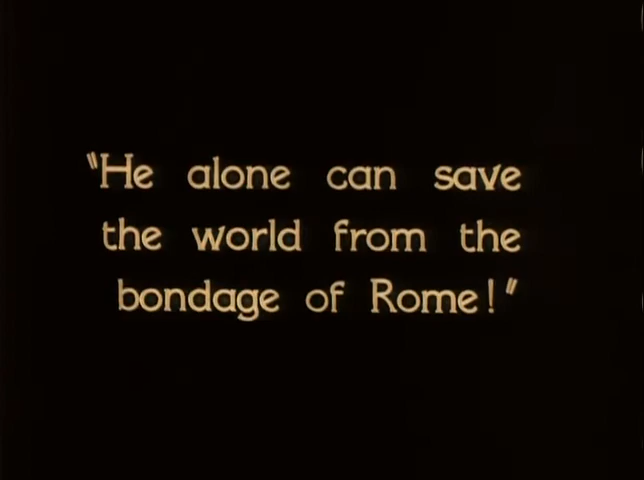 "He alone can save
the world from the
bondage of Rome!"